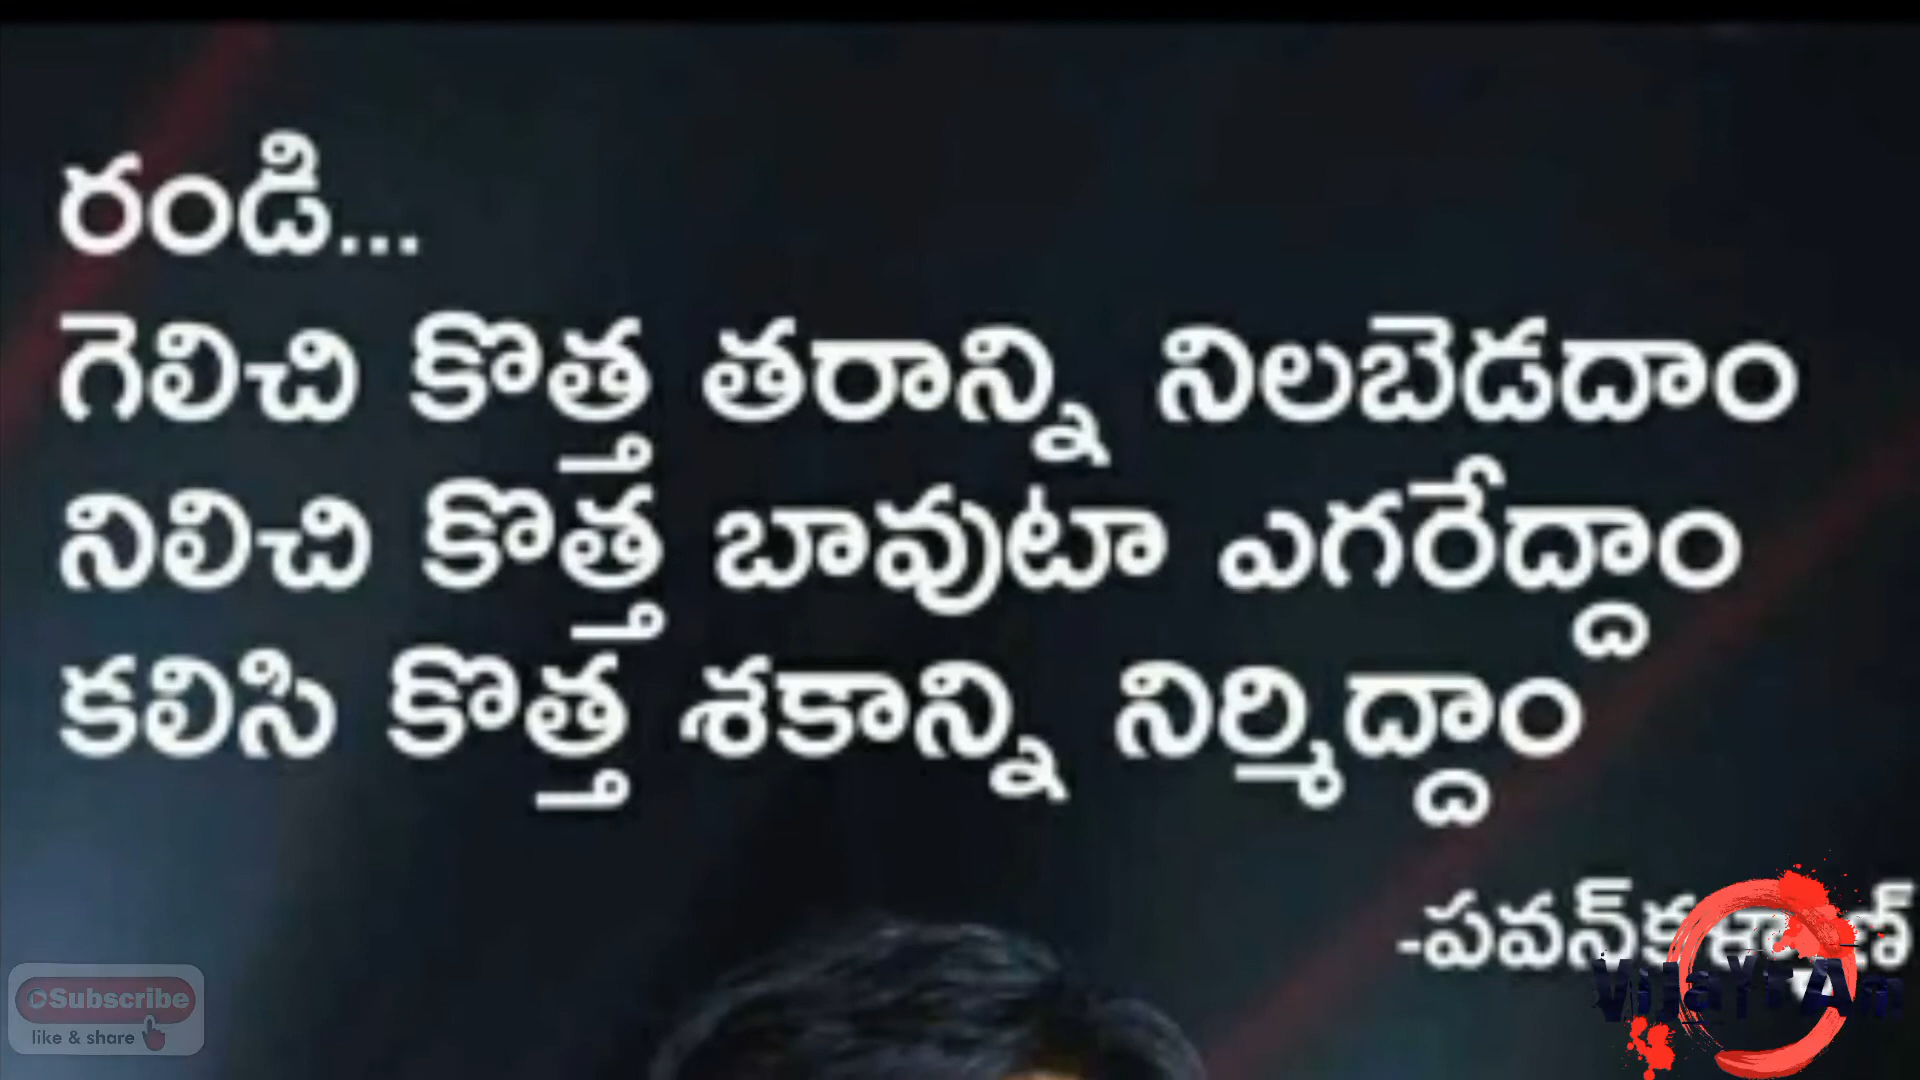 రండి...
గెలిచి కొత్త తరాన్ని నిలబెడదాం
నిలిచి కొత్త బావుటా ఎగరేద్దాం
కలిసి కొత్త శకాన్ని నిర్మిద్దాం
Subscribe
like & share